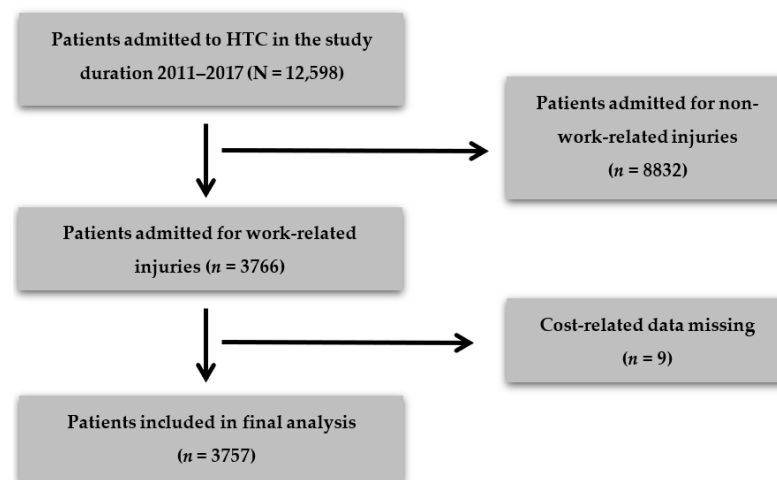 Patients admitted to HTC in the study
duration 2011–2017 (N = 12,598)
Patients admitted for non-
work-related injuries
(n = 8832)
Patients admitted for work-related
injuries (n = 3766)
Cost-related data missing
(n = 9)
Patients included in final analysis
(n = 3757)